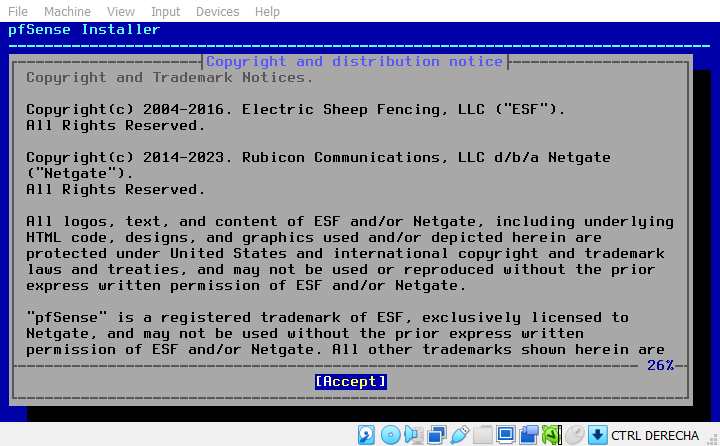 File Machine View Input Devices Help
pfSense Installer
Copyright and distribution notice
Copyright and Trademark Notices.
Copyright(c) 2004-2016. Electric Sheep Fencing, LLC ("ESF").
All Rights Reserved.
Copyright(c) 2014-2023. Rubicon Communications, LLC d/b/a Netgate
("Netgate").
All Rights Reserved.
All logos, text, and content of ESF and/or Netgate, including underlying
HTML code, designs, and graphics used and/or depicted herein are
protected under United States and international copyright and trademark
laws and treaties, and may not be used or reproduced without the prior
express written permission of ESF and/or Netgate.
"pfSense" is a registered trademark of ESF, exclusively licensed to
Netgate, and may not be used without the prior express written
permission of ESF and/or Netgate. All other trademarks shown herein are
26%
[Accept]
CTRL DERECHA